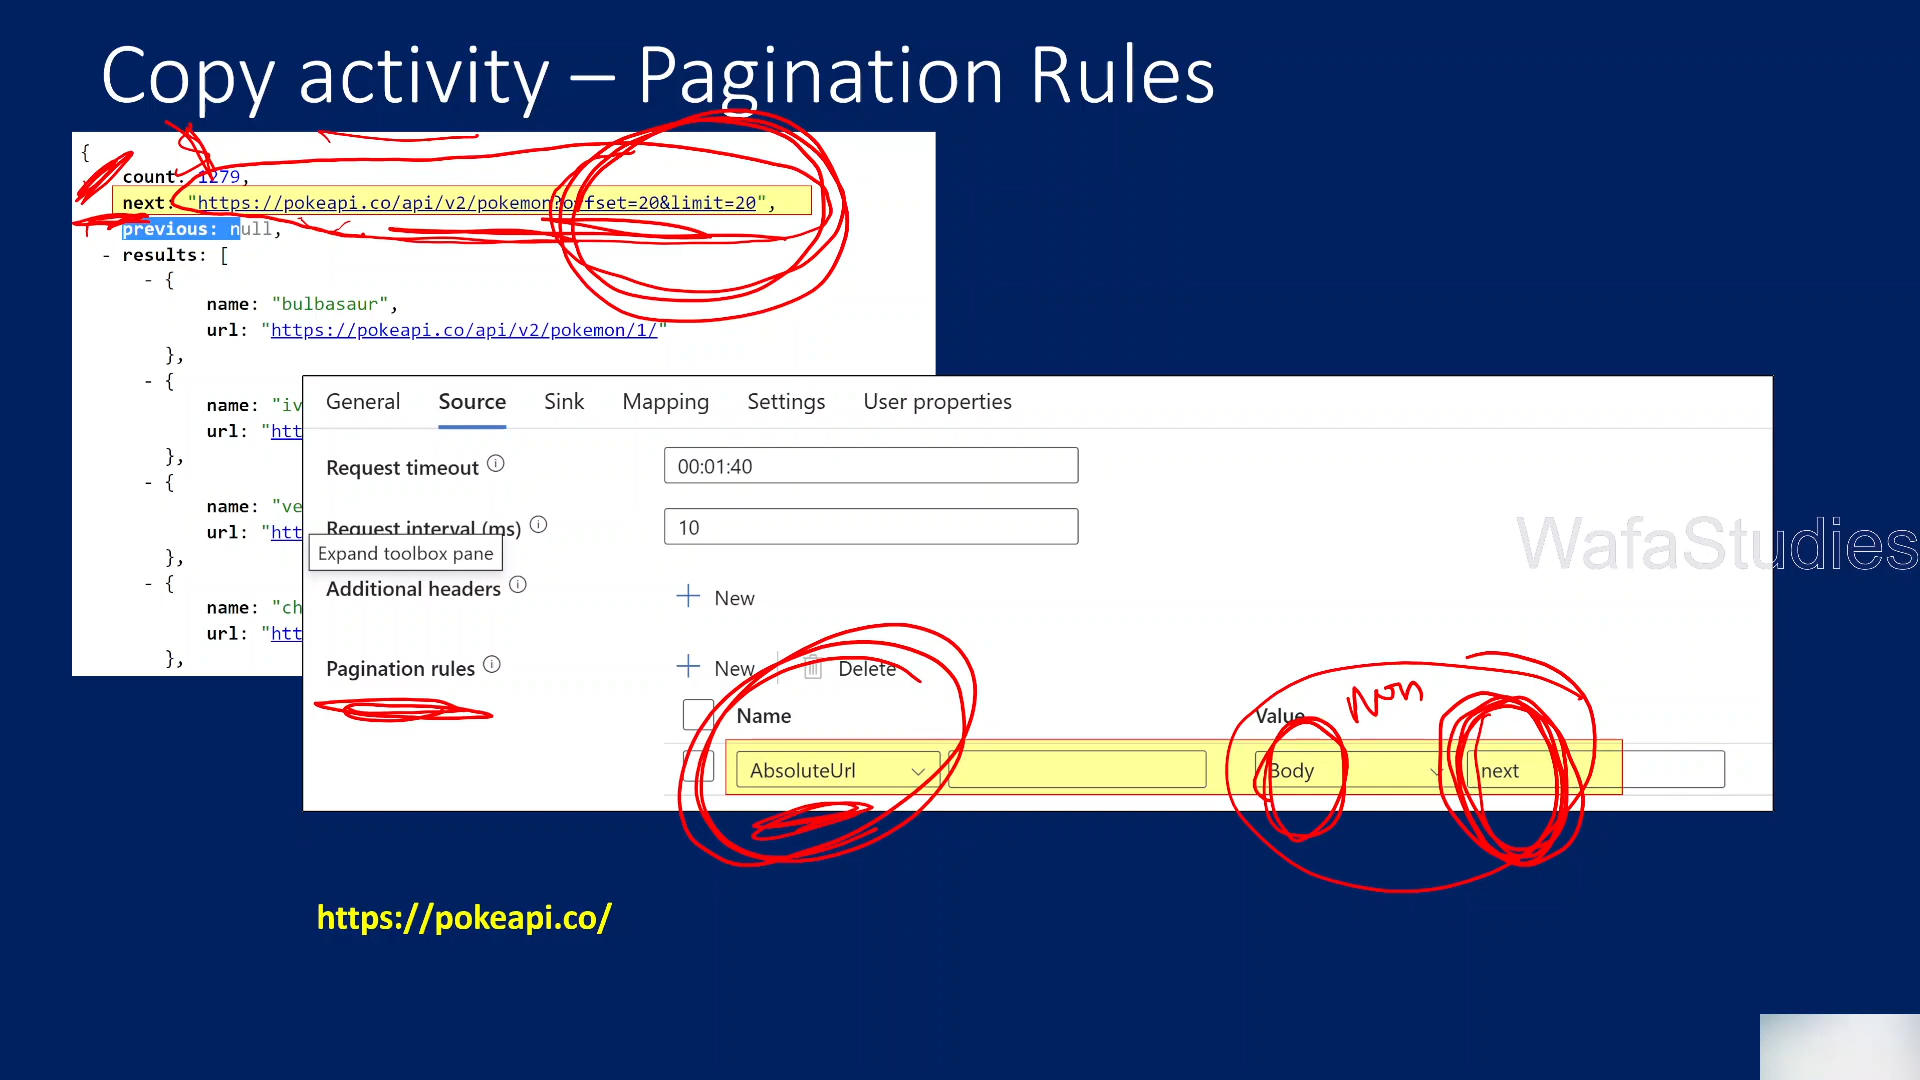 Copy activity – Pagination Rules
{
count: 1279,
next: "https://pokeapi.co/api/v2/pokemon?offset=20&limit=20",
previous: null,
- results: [
- {
name: "bulbasaur",
url: "https://pokeapi.co/api/v2/pokemon/1/"
},
- {
name: "iv
url: "htt
},
- {
name: "ve
url: "htt
},
- {
name: "ch
url: "htt
},
General Source Sink Mapping Settings User properties
Request timeout 00:01:40
Request interval (ms) 10
Expand toolbox pane
Additional headers + New
Pagination rules + New Delete
Name Value
AbsoluteUrl Body next
WafaStudies
https://pokeapi.co/